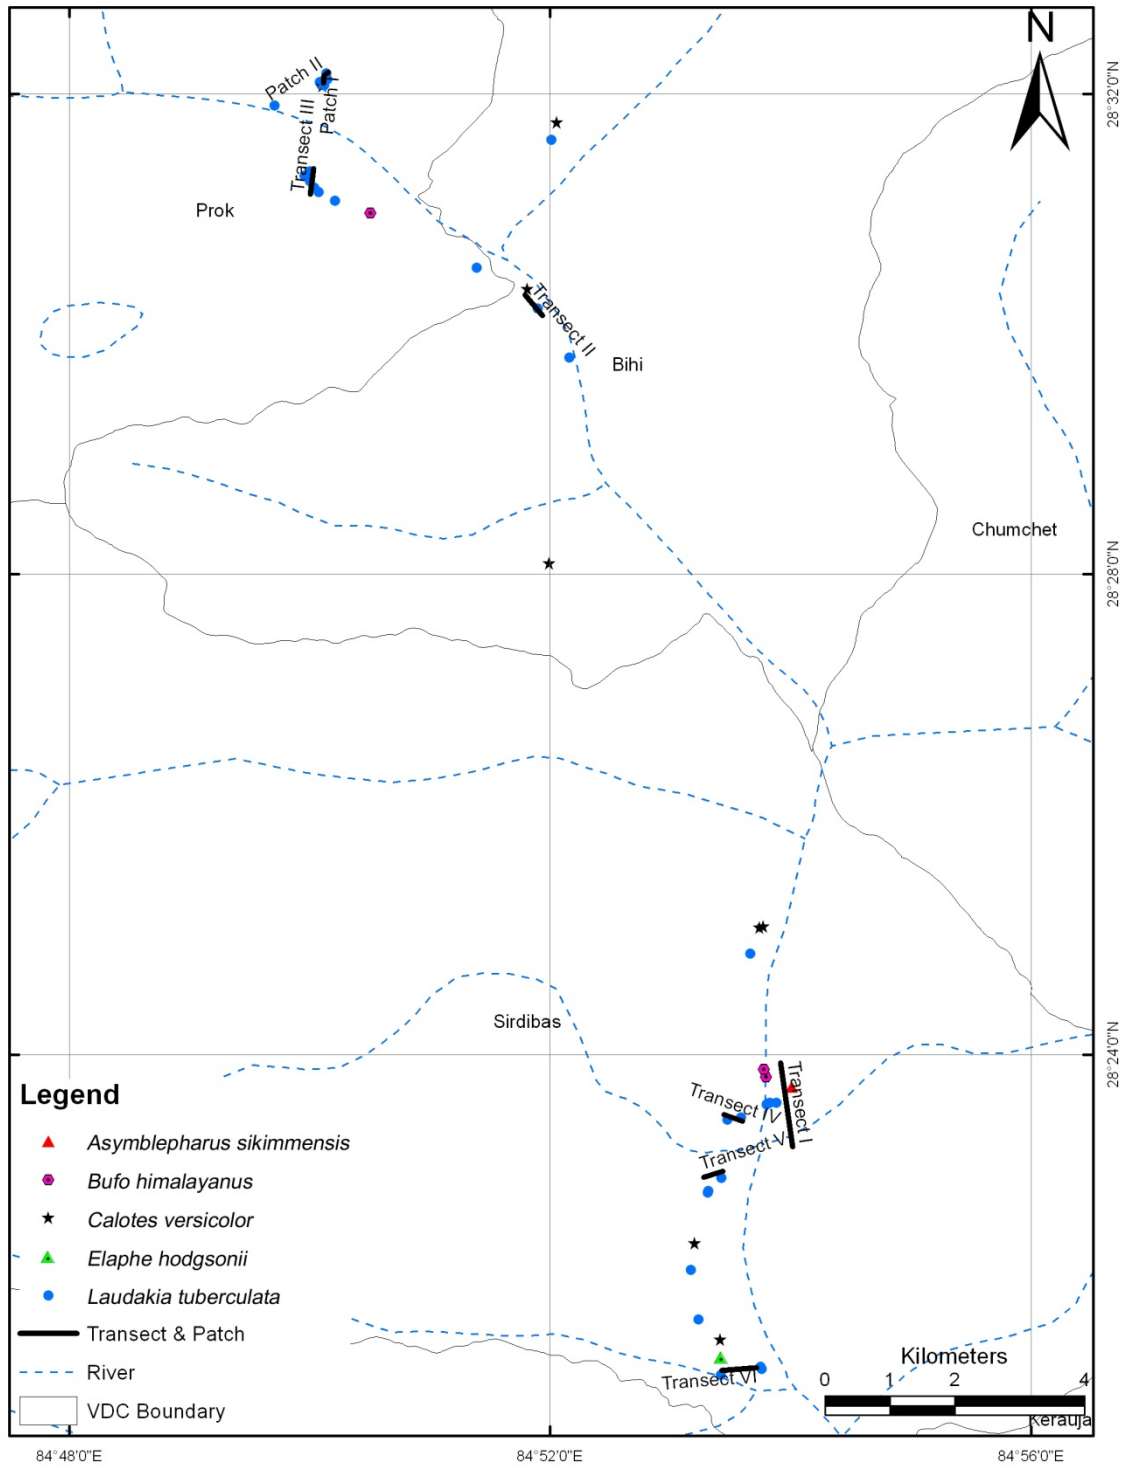 N
28°32'0"N
Patch II
Patch I
Transect III
Prok
Transect II
Bihi
Chumchet
28°28'0"N
Sirdibas
28°24'0"N
Transect I
Transect IV
Transect V
Transect VI
Legend
Asymblepharus sikimmensis
Bufo himalayanus
Calotes versicolor
Elaphe hodgsonii
Laudakia tuberculata
Transect & Patch
River
VDC Boundary
Kilometers
0 1 2 4
Kerauja
84°48'0"E 84°52'0"E 84°56'0"E